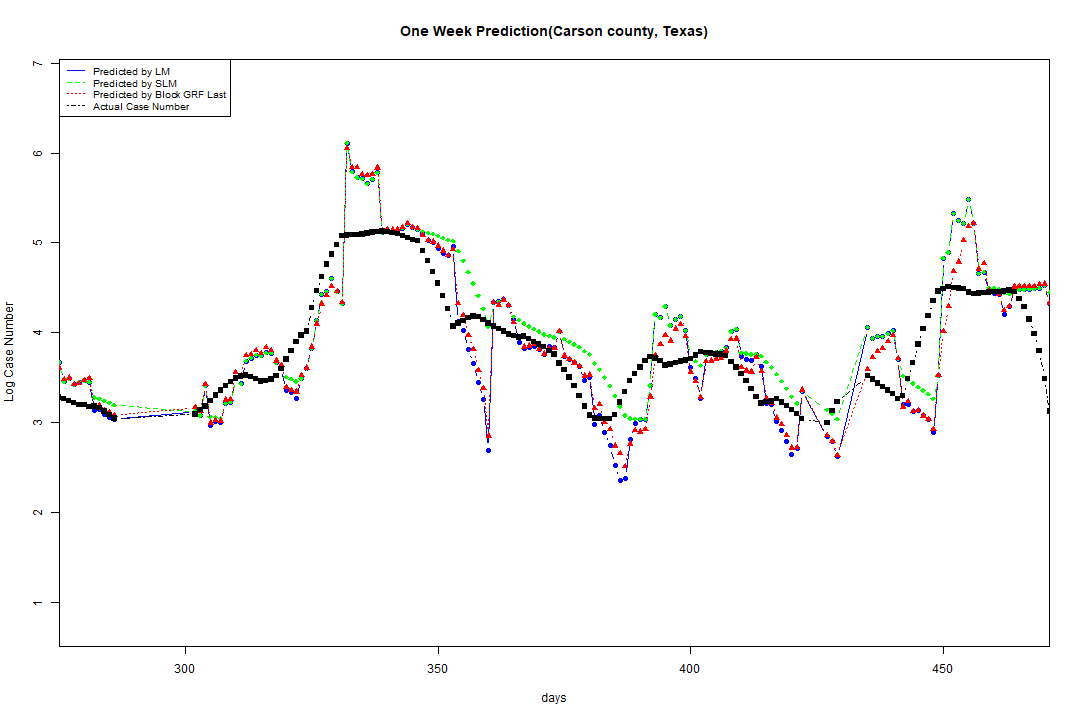 One Week Prediction(Carson county, Texas)
Predicted by LM
Predicted by SLM
Predicted by Block GRF Last
Actual Case Number
7
6
5
4
3
2
1
Log Case Number
300
350
400
450
days